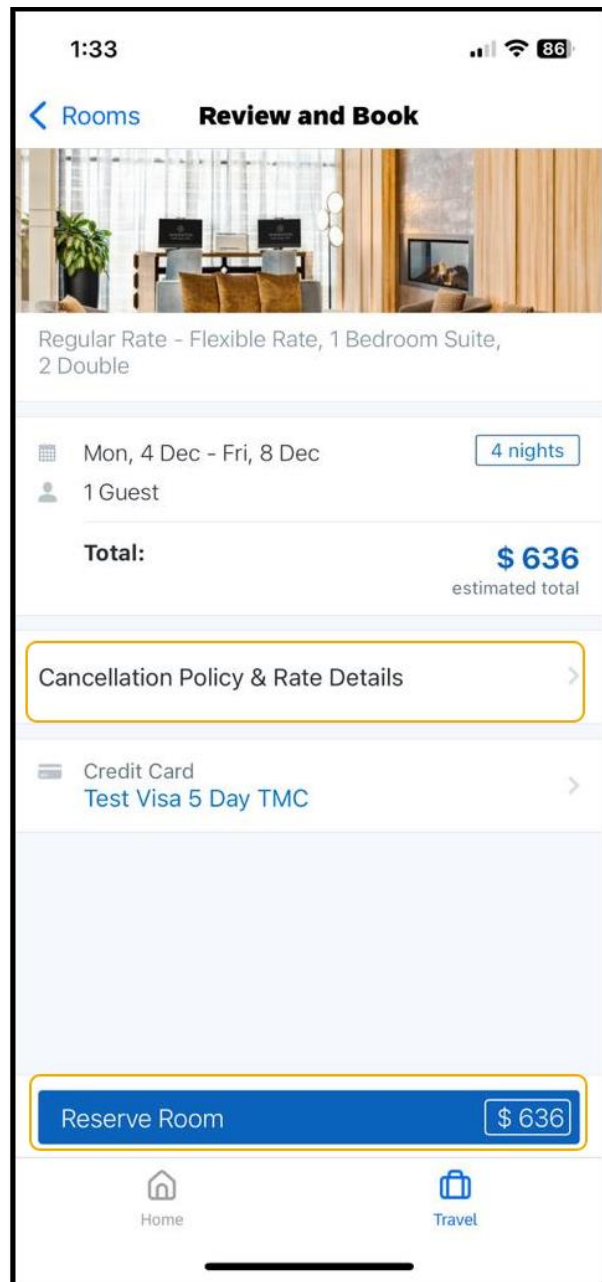 1:33
86
Rooms
Review and Book
Regular Rate - Flexible Rate, 1 Bedroom Suite,
2 Double
Mon, 4 Dec - Fri, 8 Dec
4 nights
1 Guest
Total:
$ 636
estimated total
Cancellation Policy & Rate Details
Credit Card
Test Visa 5 Day TMC
Reserve Room
$ 636
Home
Travel